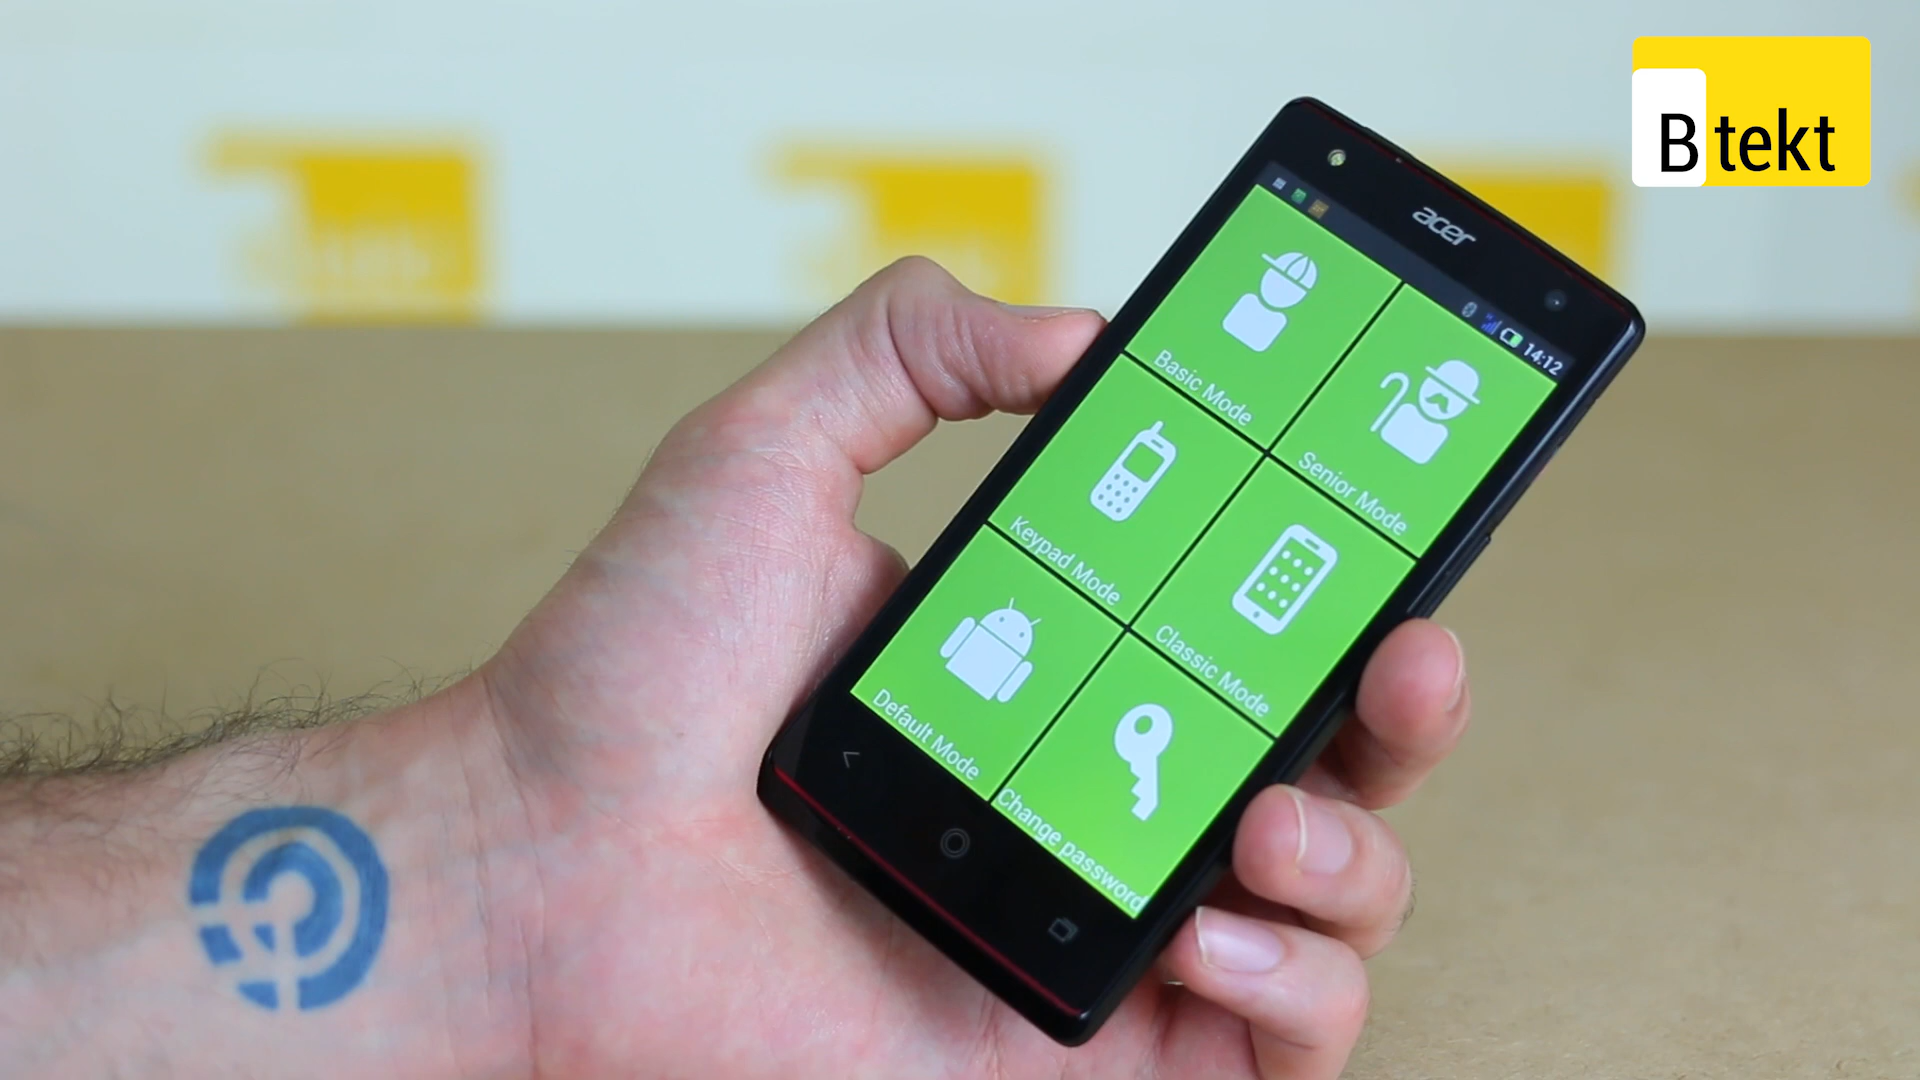 B tekt
acer
14:12
Basic Mode
Senior Mode
Keypad Mode
Classic Mode
Default Mode
Change password